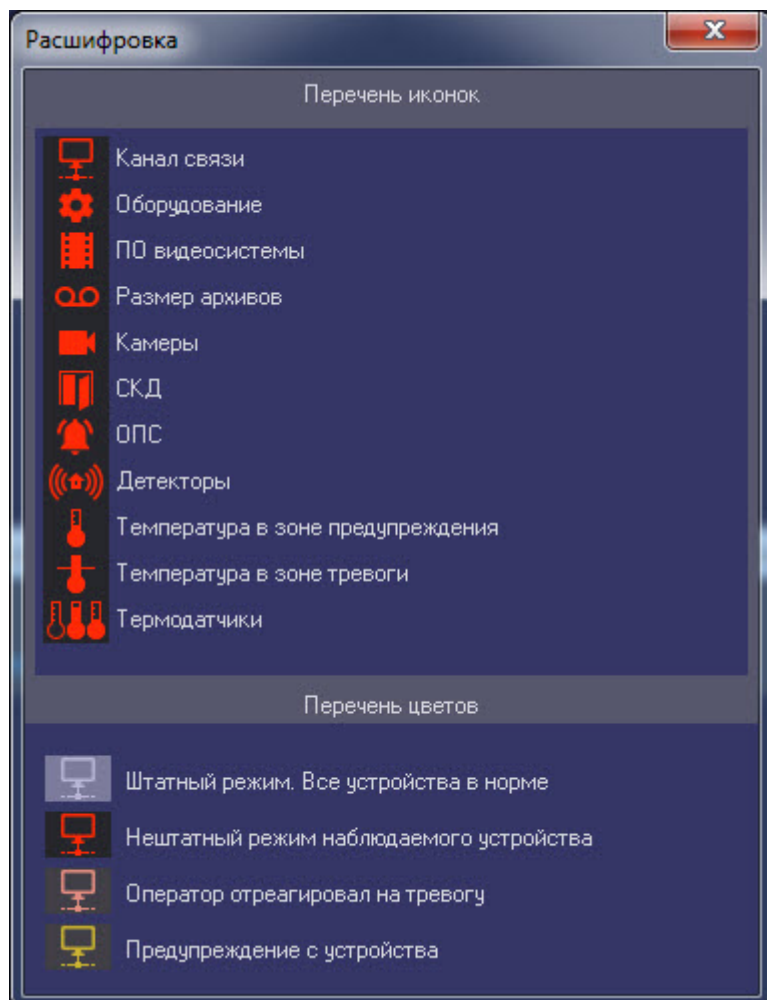 Расшифровка
Перечень иконок
Канал связи
Оборудование
ПО видеосистемы
Размер архивов
Камеры
СКД
ОПС
Детекторы
Температура в зоне предупреждения
Температура в зоне тревоги
Термодатчики
Перечень цветов
Штатный режим. Все устройства в норме
Нештатный режим наблюдаемого устройства
Оператор отреагировал на тревогу
Предупреждение с устройства